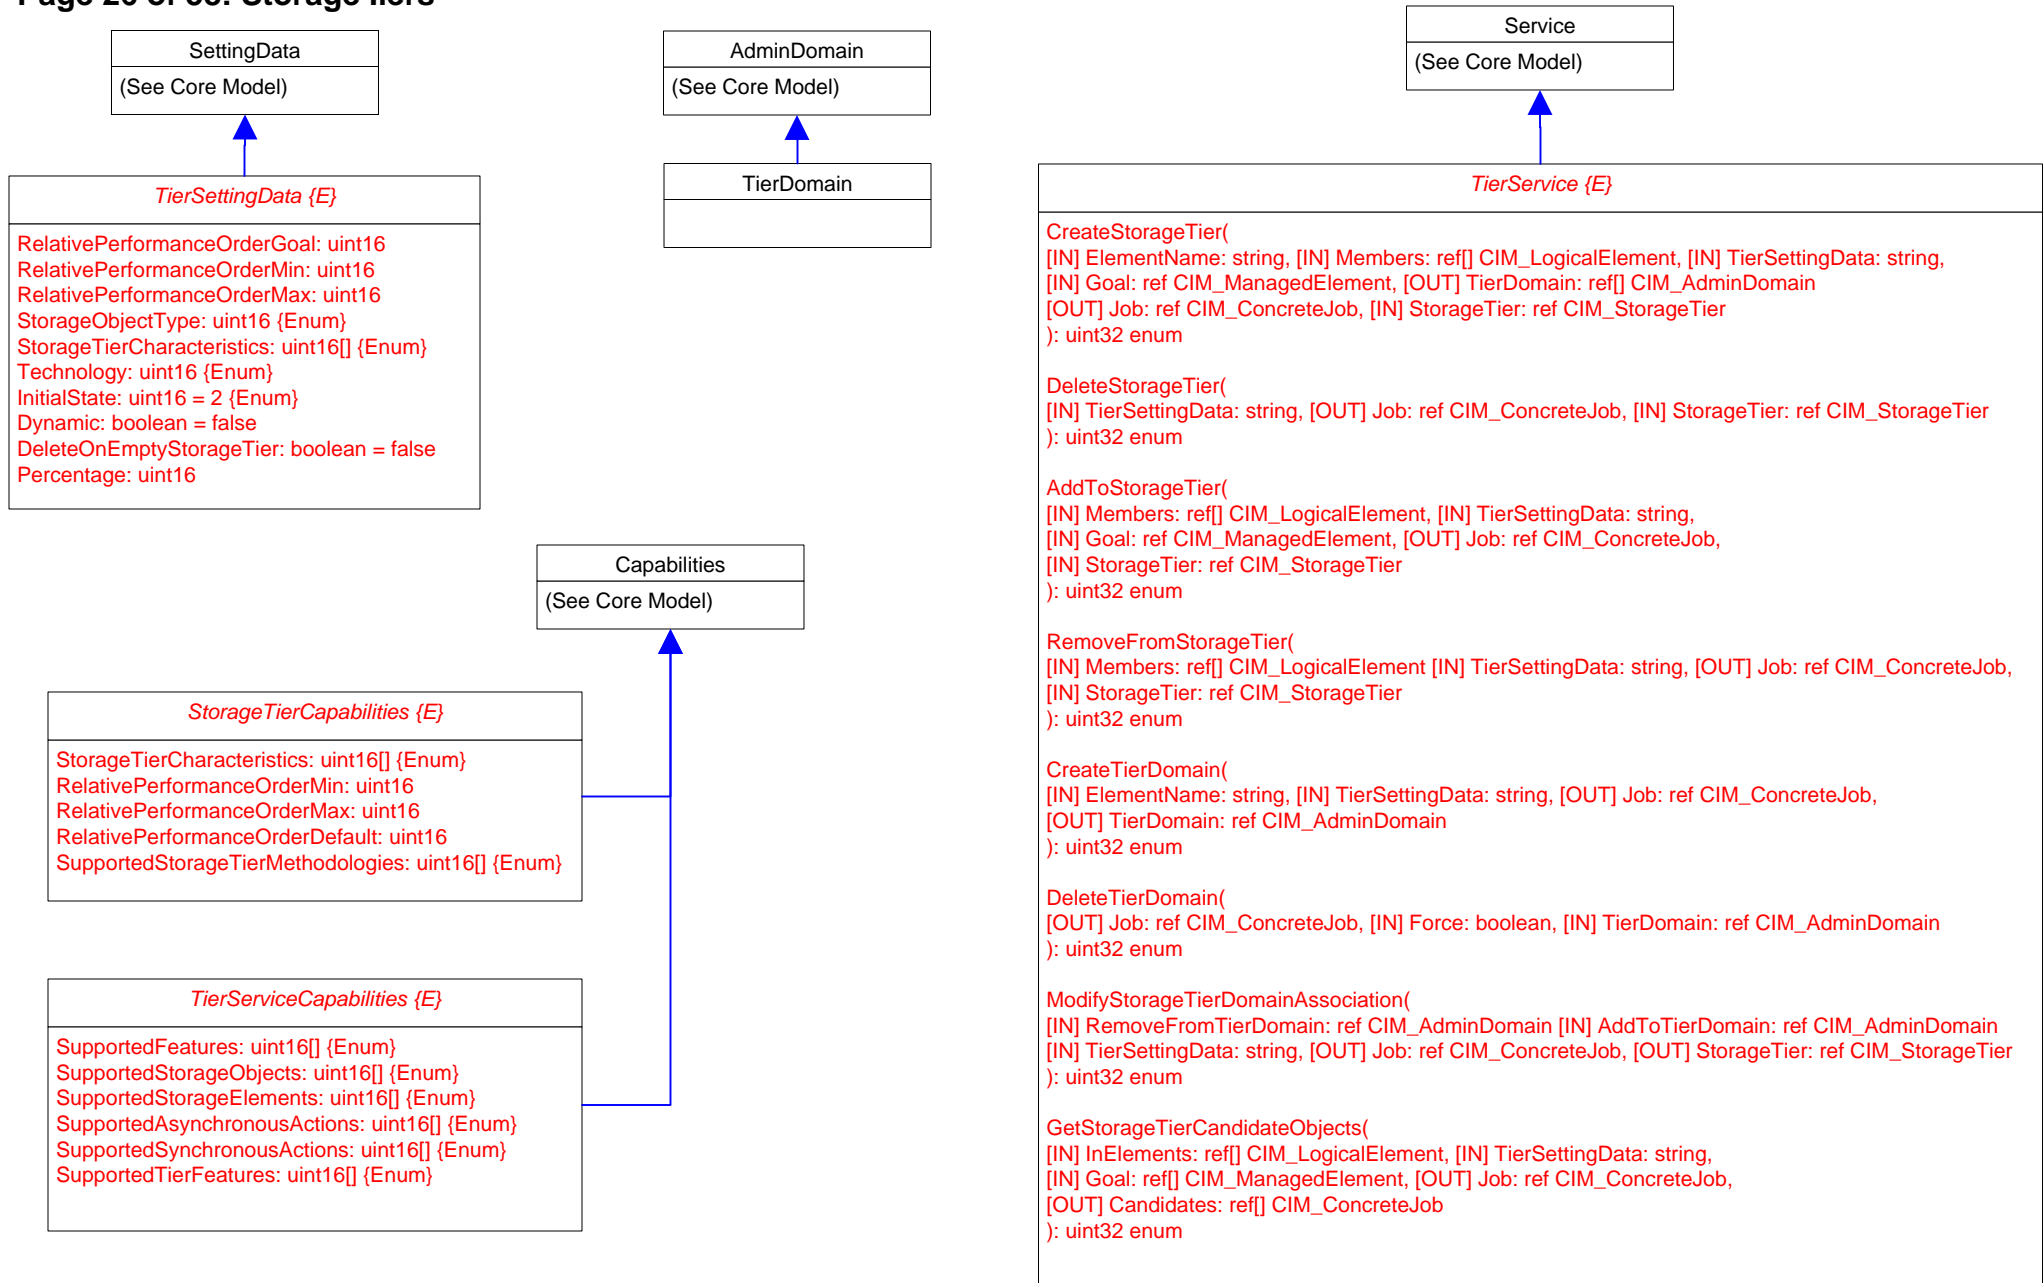 SettingData
(See Core Model)
AdminDomain
(See Core Model)
Service
(See Core Model)
TierSettingData {E}
RelativePerformanceOrderGoal: uint16
RelativePerformanceOrderMin: uint16
RelativePerformanceOrderMax: uint16
StorageObjectType: uint16 {Enum}
StorageTierCharacteristics: uint16[] {Enum}
Technology: uint16 {Enum}
InitialState: uint16 = 2 {Enum}
Dynamic: boolean = false
DeleteOnEmptyStorageTier: boolean = false
Percentage: uint16
TierDomain
Capabilities
(See Core Model)
StorageTierCapabilities {E}
StorageTierCharacteristics: uint16[] {Enum}
RelativePerformanceOrderMin: uint16
RelativePerformanceOrderMax: uint16
RelativePerformanceOrderDefault: uint16
SupportedStorageTierMethodologies: uint16[] {Enum}
TierServiceCapabilities {E}
SupportedFeatures: uint16[] {Enum}
SupportedStorageObjects: uint16[] {Enum}
SupportedStorageElements: uint16[] {Enum}
SupportedAsynchronousActions: uint16[] {Enum}
SupportedSynchronousActions: uint16[] {Enum}
SupportedTierFeatures: uint16[] {Enum}
TierService {E}
CreateStorageTier(
[IN] ElementName: string, [IN] Members: ref[] CIM_LogicalElement, [IN] TierSettingData: string,
[IN] Goal: ref CIM_ManagedElement, [OUT] TierDomain: ref[] CIM_AdminDomain
[OUT] Job: ref CIM_ConcreteJob, [IN] StorageTier: ref CIM_StorageTier
): uint32 enum
DeleteStorageTier(
[IN] TierSettingData: string, [OUT] Job: ref CIM_ConcreteJob, [IN] StorageTier: ref CIM_StorageTier
): uint32 enum
AddToStorageTier(
[IN] Members: ref[] CIM_LogicalElement, [IN] TierSettingData: string,
[IN] Goal: ref CIM_ManagedElement, [OUT] Job: ref CIM_ConcreteJob,
[IN] StorageTier: ref CIM_StorageTier
): uint32 enum
RemoveFromStorageTier(
[IN] Members: ref[] CIM_LogicalElement [IN] TierSettingData: string, [OUT] Job: ref CIM_ConcreteJob,
[IN] StorageTier: ref CIM_StorageTier
): uint32 enum
CreateTierDomain(
[IN] ElementName: string, [IN] TierSettingData: string, [OUT] Job: ref CIM_ConcreteJob,
[OUT] TierDomain: ref CIM_AdminDomain
): uint32 enum
DeleteTierDomain(
[OUT] Job: ref CIM_ConcreteJob, [IN] Force: boolean, [IN] TierDomain: ref CIM_AdminDomain
): uint32 enum
ModifyStorageTierDomainAssociation(
[IN] RemoveFromTierDomain: ref CIM_AdminDomain [IN] AddToTierDomain: ref CIM_AdminDomain
[IN] TierSettingData: string, [OUT] Job: ref CIM_ConcreteJob, [OUT] StorageTier: ref CIM_StorageTier
): uint32 enum
GetStorageTierCandidateObjects(
[IN] InElements: ref[] CIM_LogicalElement, [IN] TierSettingData: string,
[IN] Goal: ref[] CIM_ManagedElement, [OUT] Job: ref CIM_ConcreteJob,
[OUT] Candidates: ref[] CIM_ConcreteJob
): uint32 enum